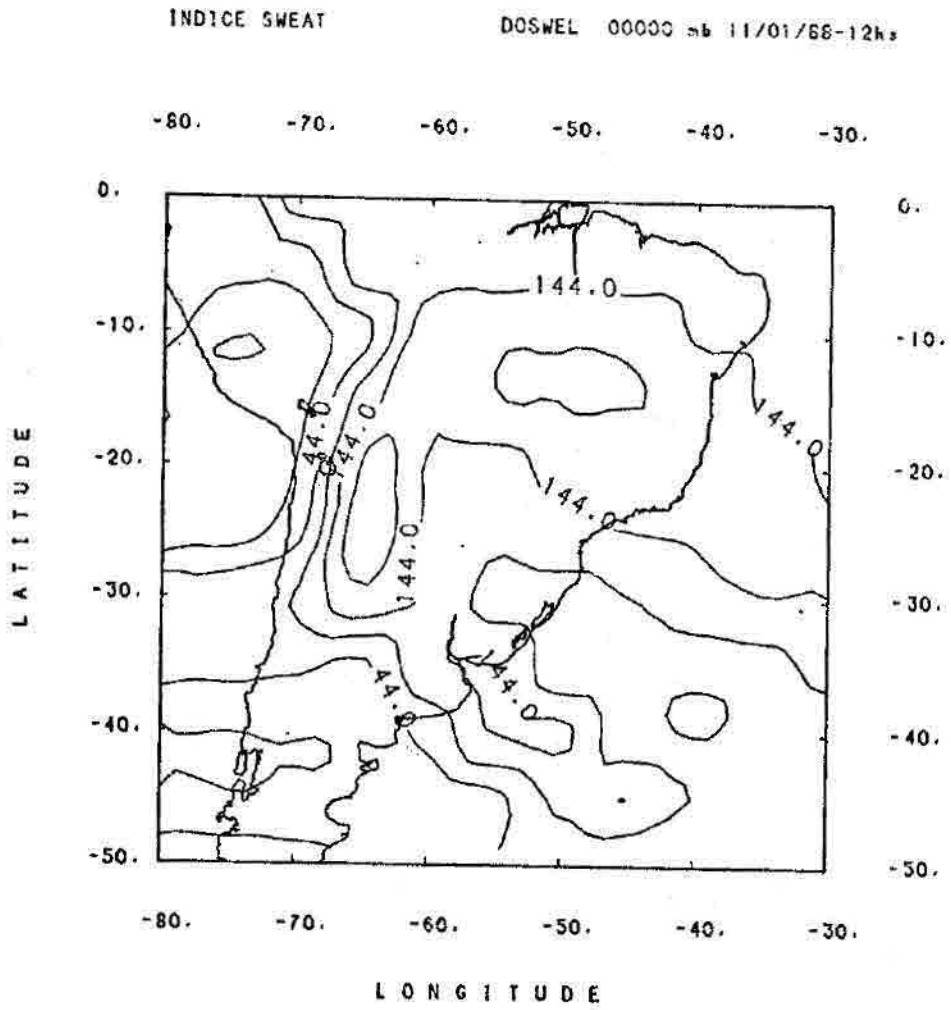 INDICE SWEAT
DOSWEL 00000 mb 11/01/68-12hs
-80. -70. -60. -50. -40. -30.
0. 0.
144.0
-10. -10.
144.0
44.0
144.0
-20. -20.
144.0
144.0
-30. -30.
44.0
44.0
-40. -40.
-50. -50.
-80. -70. -60. -50. -40. -30.
LATITUDE
LONGITUDE